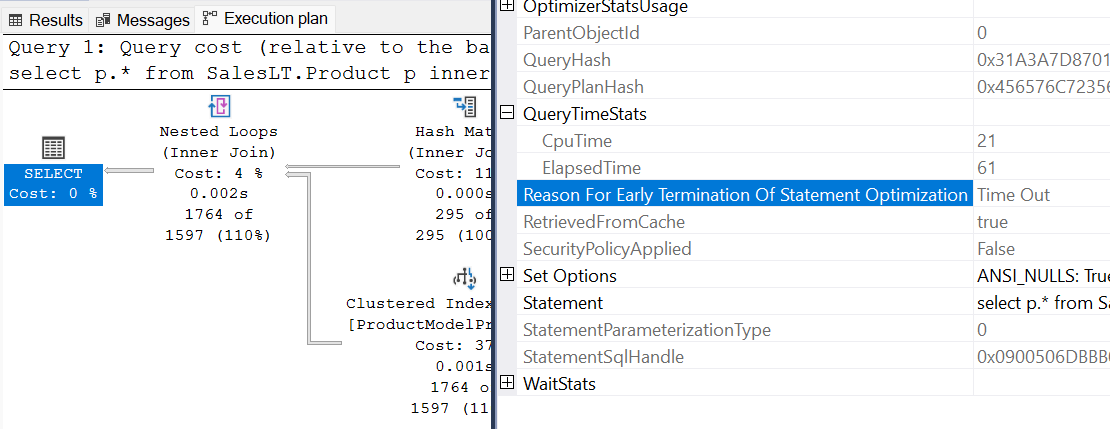 Results Messages Execution plan
Query 1: Query cost (relative to the ba
select p.* from SalesLT.Product p inner
SELECT
Cost: 0 %
Nested Loops
(Inner Join)
Cost: 4 %
0.002s
1764 of
1597 (110%)
Hash Mat
(Inner Jo
Cost: 11
0.000s
295 of
295 (100
Clustered Index
[ProductModelPr
Cost: 37
0.001s
1764 o
1597 (11
OptimizerStatsUsage
ParentObjectId 0
QueryHash 0x31A3A7D8701
QueryPlanHash 0x456576C72356
QueryTimeStats
CpuTime 21
ElapsedTime 61
Reason For Early Termination Of Statement Optimization Time Out
RetrievedFromCache true
SecurityPolicyApplied False
Set Options ANSI_NULLS: True
Statement select p.* from Sa
StatementParameterizationType 0
StatementSqlHandle 0x0900506DBBB
WaitStats